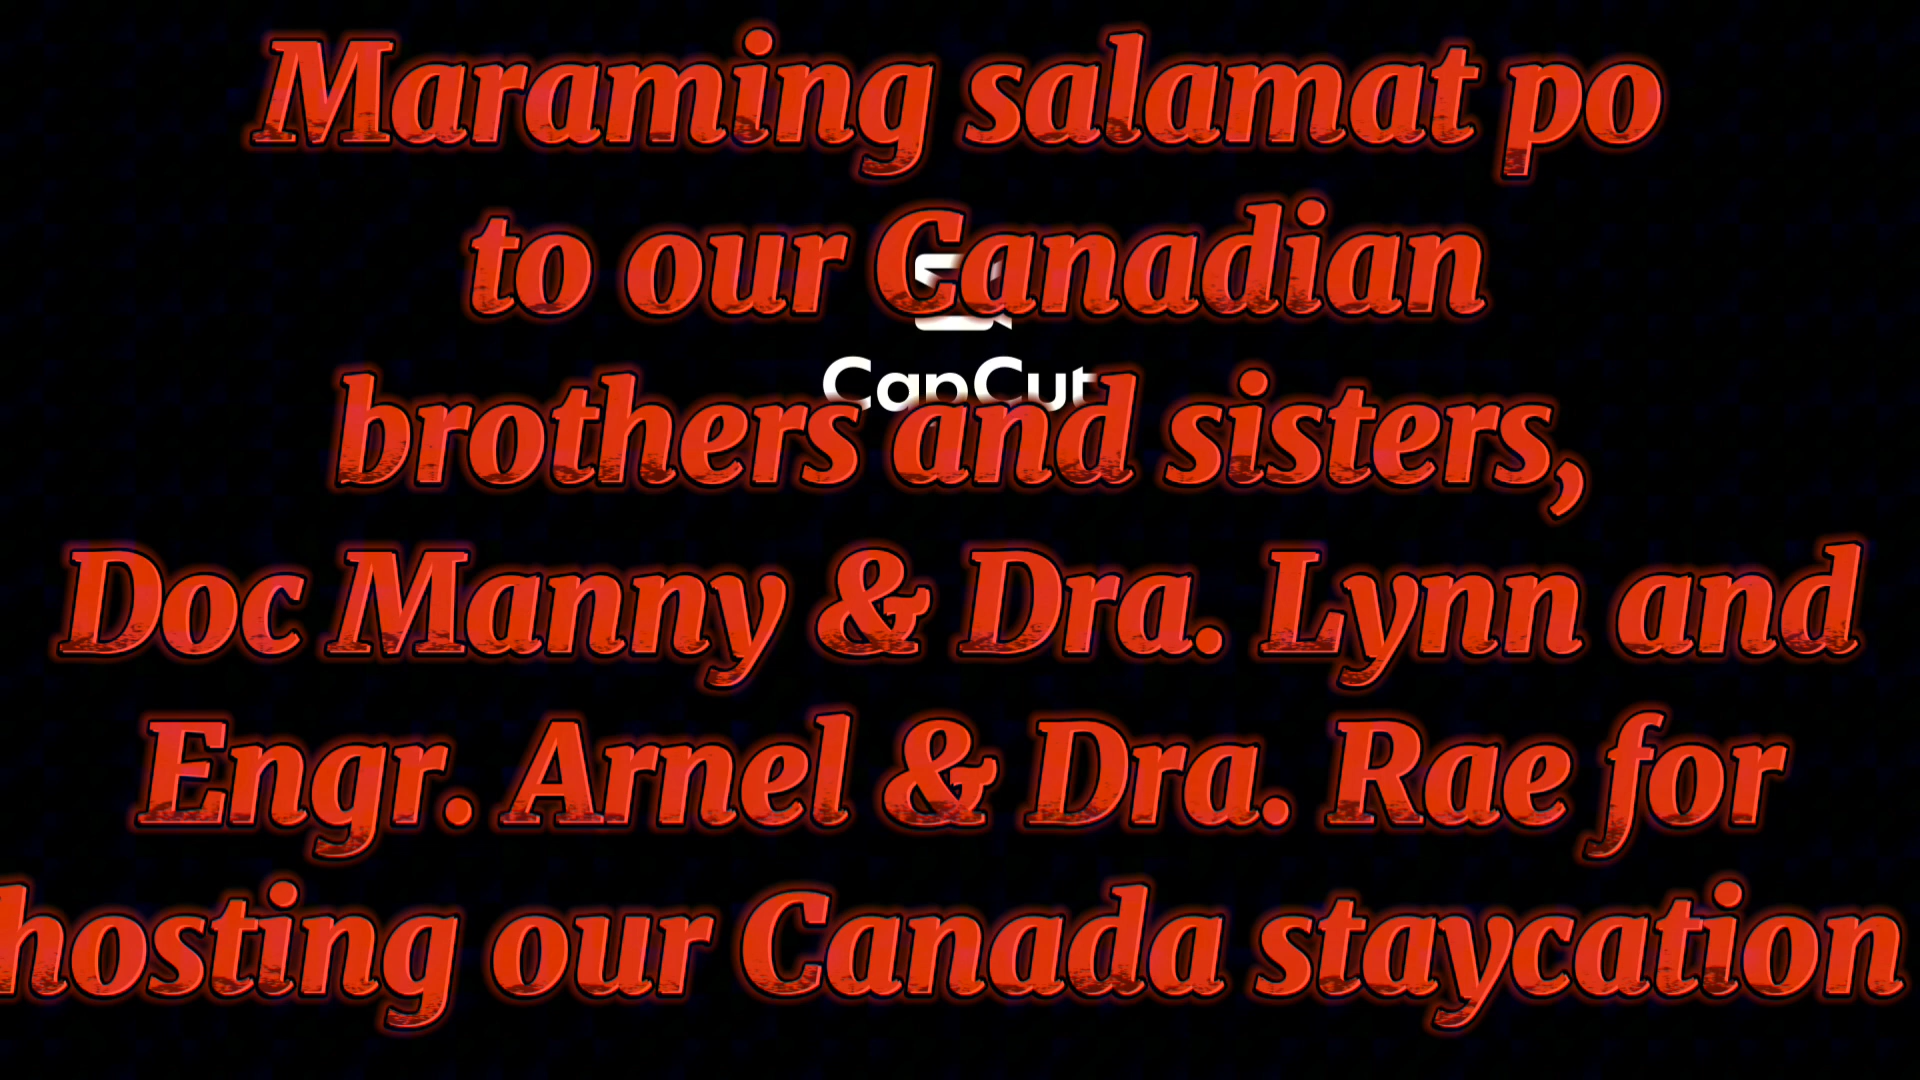 Maraming salamat po
to our Canadian
CapCut
brothers and sisters,
Doc Manny & Dra. Lynn and
Engr. Arnel & Dra. Rae for
hosting our Canada staycation